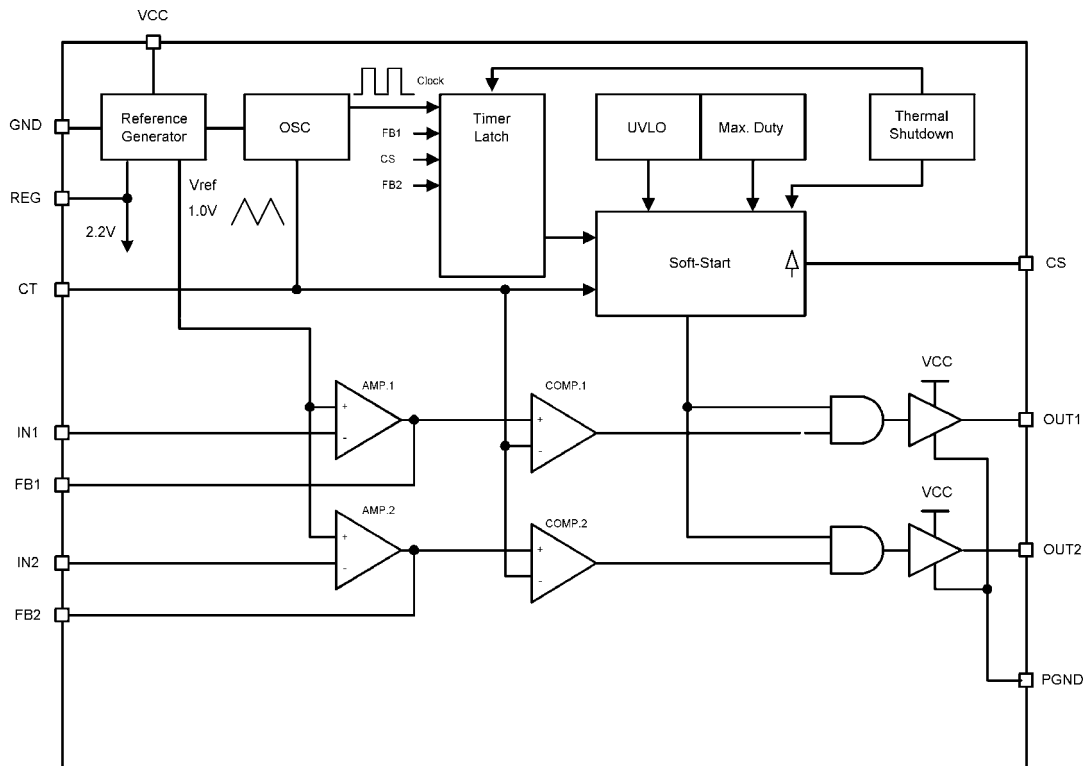 VCC
GND
Reference
Generator
OSC
Clock
FB1
CS
FB2
Timer
Latch
UVLO
Max. Duty
Thermal
Shutdown
REG
2.2V
Vref
1.0V
Soft-Start
CS
CT
AMP.1
+
-
COMP.1
+
-
VCC
OUT1
IN1
FB1
AMP.2
+
-
COMP.2
+
-
VCC
OUT2
IN2
FB2
PGND